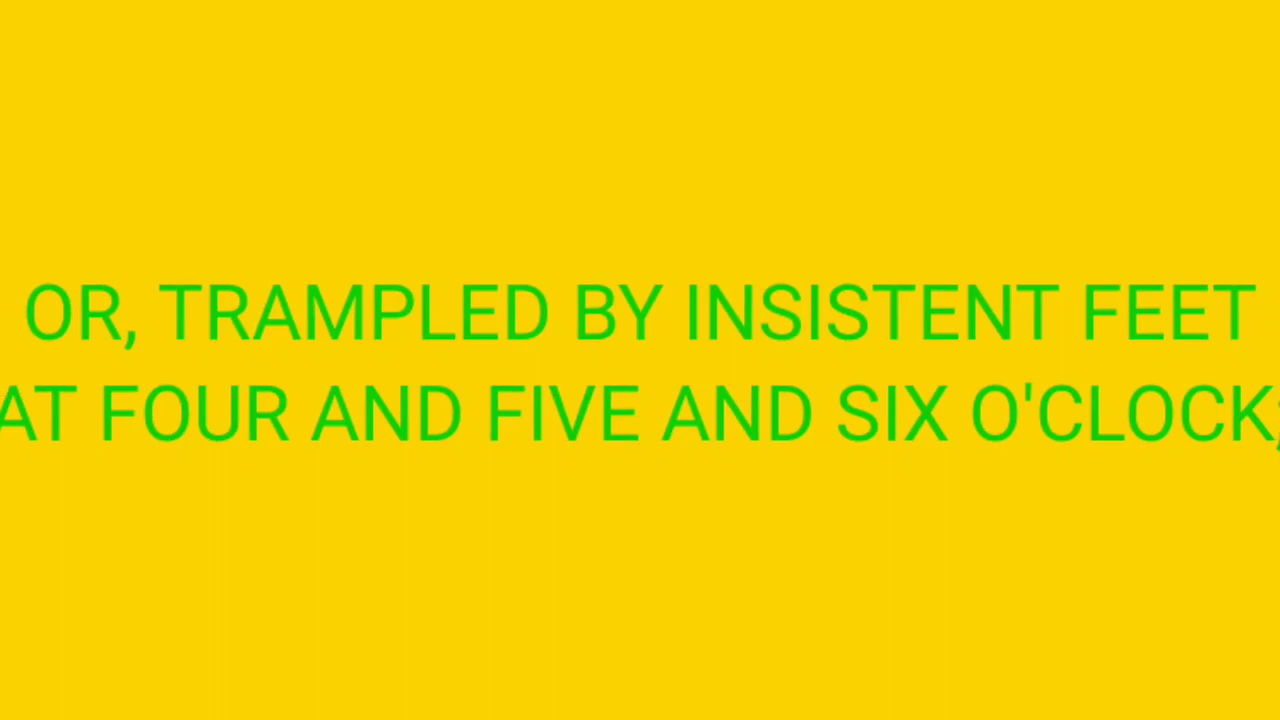 OR, TRAMPLED BY INSISTENT FEET
AT FOUR AND FIVE AND SIX O'CLOCK;